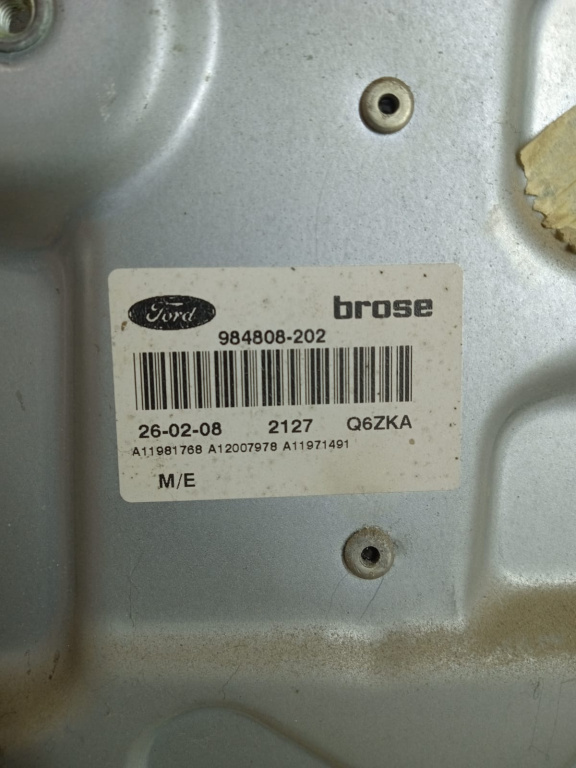 Ford brose
984808-202
26-02-08 2127 Q6ZKA
A11981768 A12007978 A11971491
M/E